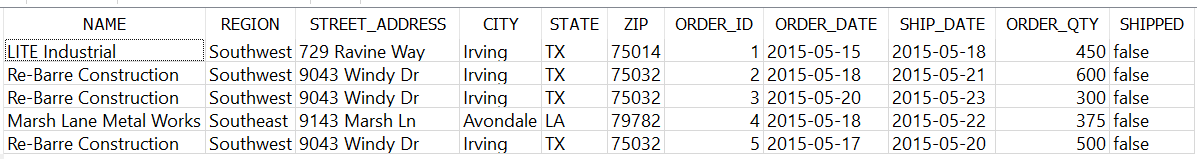 NAME REGION STREET_ADDRESS CITY STATE ZIP ORDER_ID ORDER_DATE SHIP_DATE ORDER_QTY SHIPPED
LITE Industrial Southwest 729 Ravine Way Irving TX 75014 1 2015-05-15 2015-05-18 450 false
Re-Barre Construction Southwest 9043 Windy Dr Irving TX 75032 2 2015-05-18 2015-05-21 600 false
Re-Barre Construction Southwest 9043 Windy Dr Irving TX 75032 3 2015-05-20 2015-05-23 300 false
Marsh Lane Metal Works Southeast 9143 Marsh Ln Avondale LA 79782 4 2015-05-18 2015-05-22 375 false
Re-Barre Construction Southwest 9043 Windy Dr Irving TX 75032 5 2015-05-17 2015-05-20 500 false